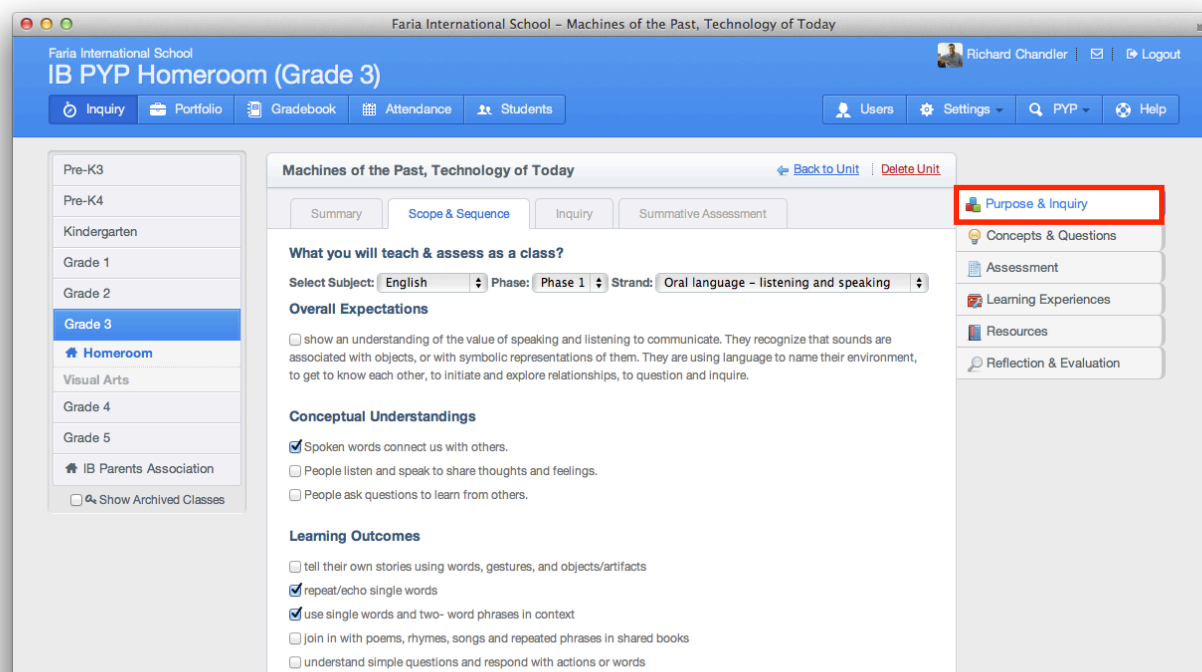 Faria International School – Machines of the Past, Technology of Today
Faria International School
Richard Chandler
Logout
IB PYP Homeroom (Grade 3)
Inquiry
Portfolio
Gradebook
Attendance
Students
Users
Settings
PYP
Help
Pre-K3
Pre-K4
Kindergarten
Grade 1
Grade 2
Grade 3
Homeroom
Visual Arts
Grade 4
Grade 5
IB Parents Association
Show Archived Classes
Machines of the Past, Technology of Today
Back to Unit
Delete Unit
Summary
Scope & Sequence
Inquiry
Summative Assessment
What you will teach & assess as a class?
Select Subject: English Phase: Phase 1 Strand: Oral language – listening and speaking
Overall Expectations
show an understanding of the value of speaking and listening to communicate. They recognize that sounds are
associated with objects, or with symbolic representations of them. They are using language to name their environment,
to get to know each other, to initiate and explore relationships, to question and inquire.
Conceptual Understandings
Spoken words connect us with others.
People listen and speak to share thoughts and feelings.
People ask questions to learn from others.
Learning Outcomes
tell their own stories using words, gestures, and objects/artifacts
repeat/echo single words
use single words and two- word phrases in context
join in with poems, rhymes, songs and repeated phrases in shared books
understand simple questions and respond with actions or words
Purpose & Inquiry
Concepts & Questions
Assessment
Learning Experiences
Resources
Reflection & Evaluation